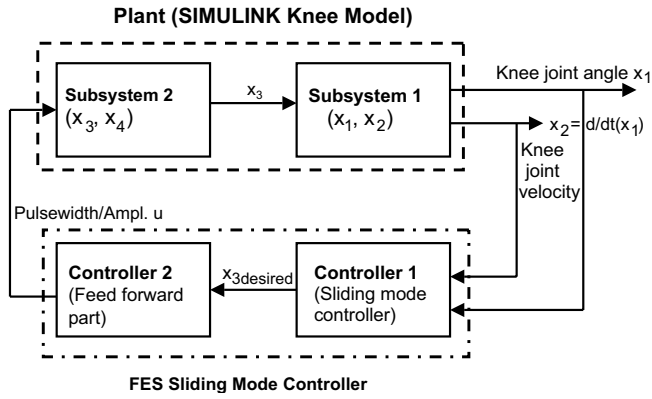 Plant (SIMULINK Knee Model)
Subsystem 2
(x3, x4)
x3
Subsystem 1
(x1, x2)
Knee joint angle x1
x2= d/dt(x1)
Knee
joint
velocity
Pulsewidth/Ampl. u
Controller 2
(Feed forward
part)
x3desired
Controller 1
(Sliding mode
controller)
FES Sliding Mode Controller